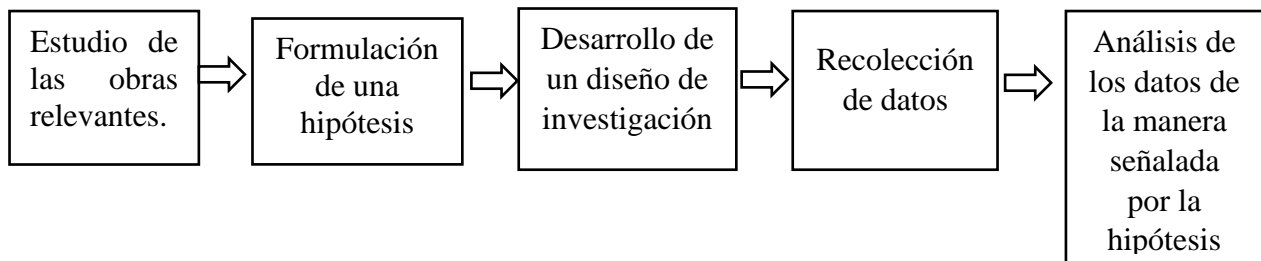 Estudio de
las obras
relevantes.
Formulación
de una
hipótesis
Desarrollo de
un diseño de
investigación
Recolección
de datos
Análisis de
los datos de
la manera
señalada
por la
hipótesis